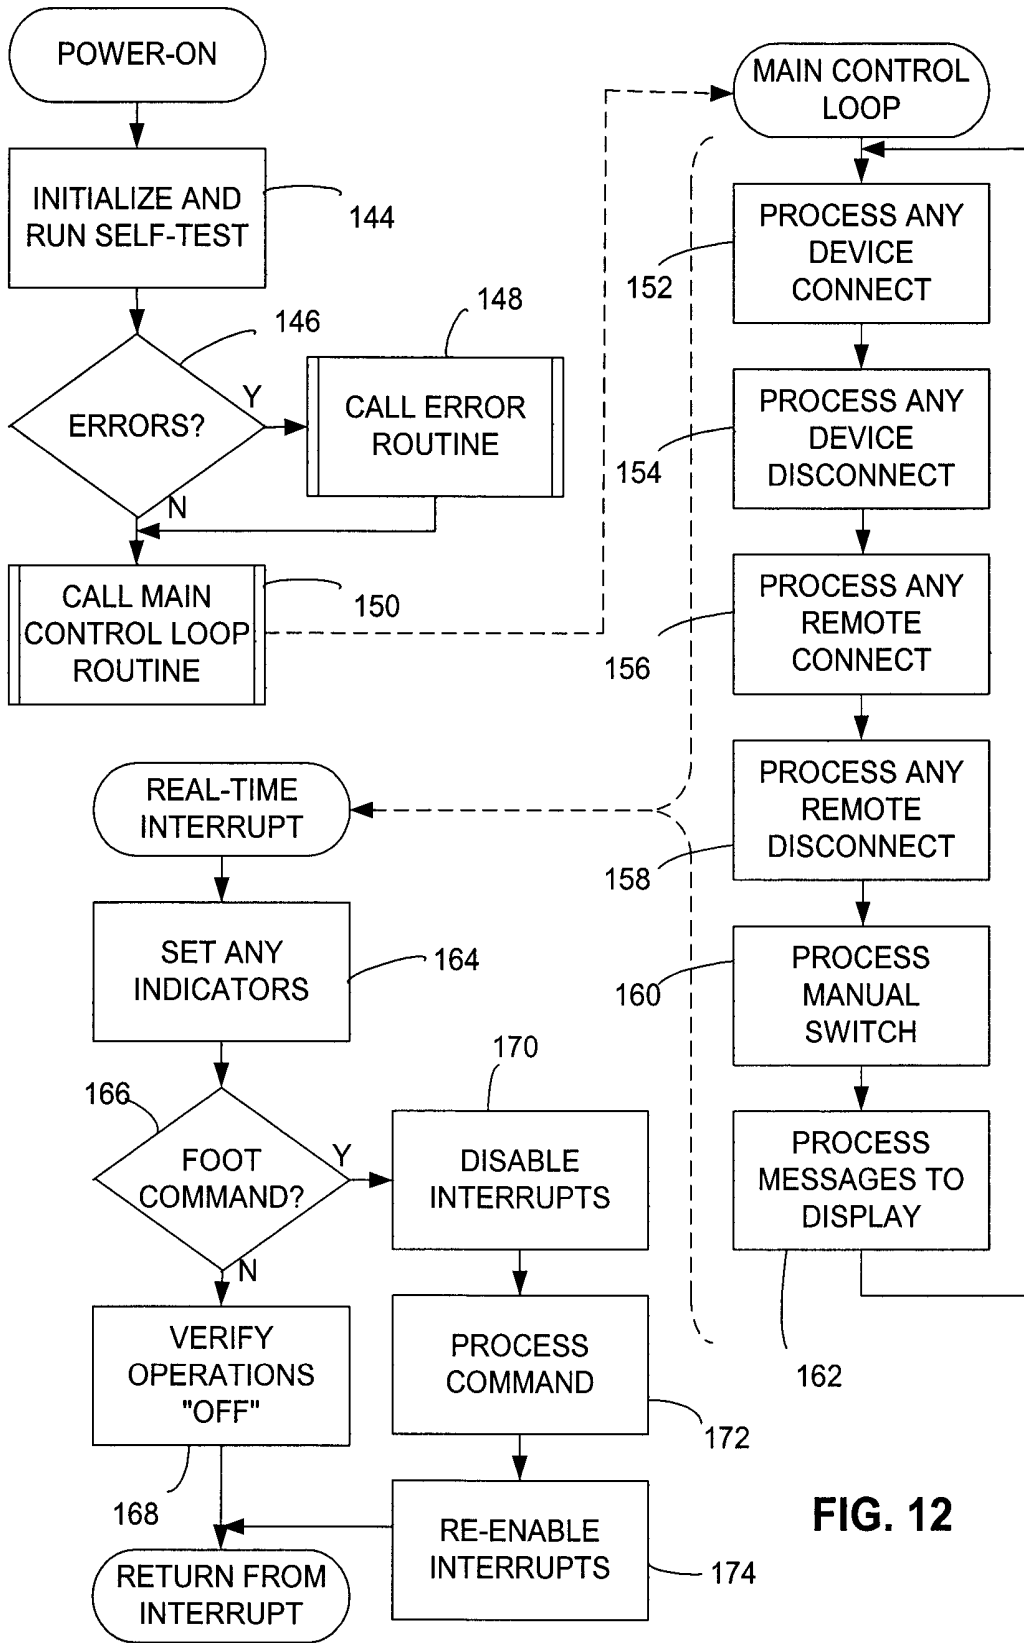 POWER-ON
INITIALIZE AND
RUN SELF-TEST
144
146
ERRORS?
Y
N
148
CALL ERROR
ROUTINE
CALL MAIN
CONTROL LOOP
ROUTINE
150
MAIN CONTROL
LOOP
PROCESS ANY
DEVICE
CONNECT
152
PROCESS ANY
DEVICE
DISCONNECT
154
PROCESS ANY
REMOTE
CONNECT
156
PROCESS ANY
REMOTE
DISCONNECT
158
PROCESS
MANUAL
SWITCH
160
PROCESS
MESSAGES TO
DISPLAY
162
REAL-TIME
INTERRUPT
SET ANY
INDICATORS
164
166
FOOT
COMMAND?
Y
N
170
DISABLE
INTERRUPTS
VERIFY
OPERATIONS
"OFF"
168
PROCESS
COMMAND
172
RE-ENABLE
INTERRUPTS
174
RETURN FROM
INTERRUPT
FIG. 12